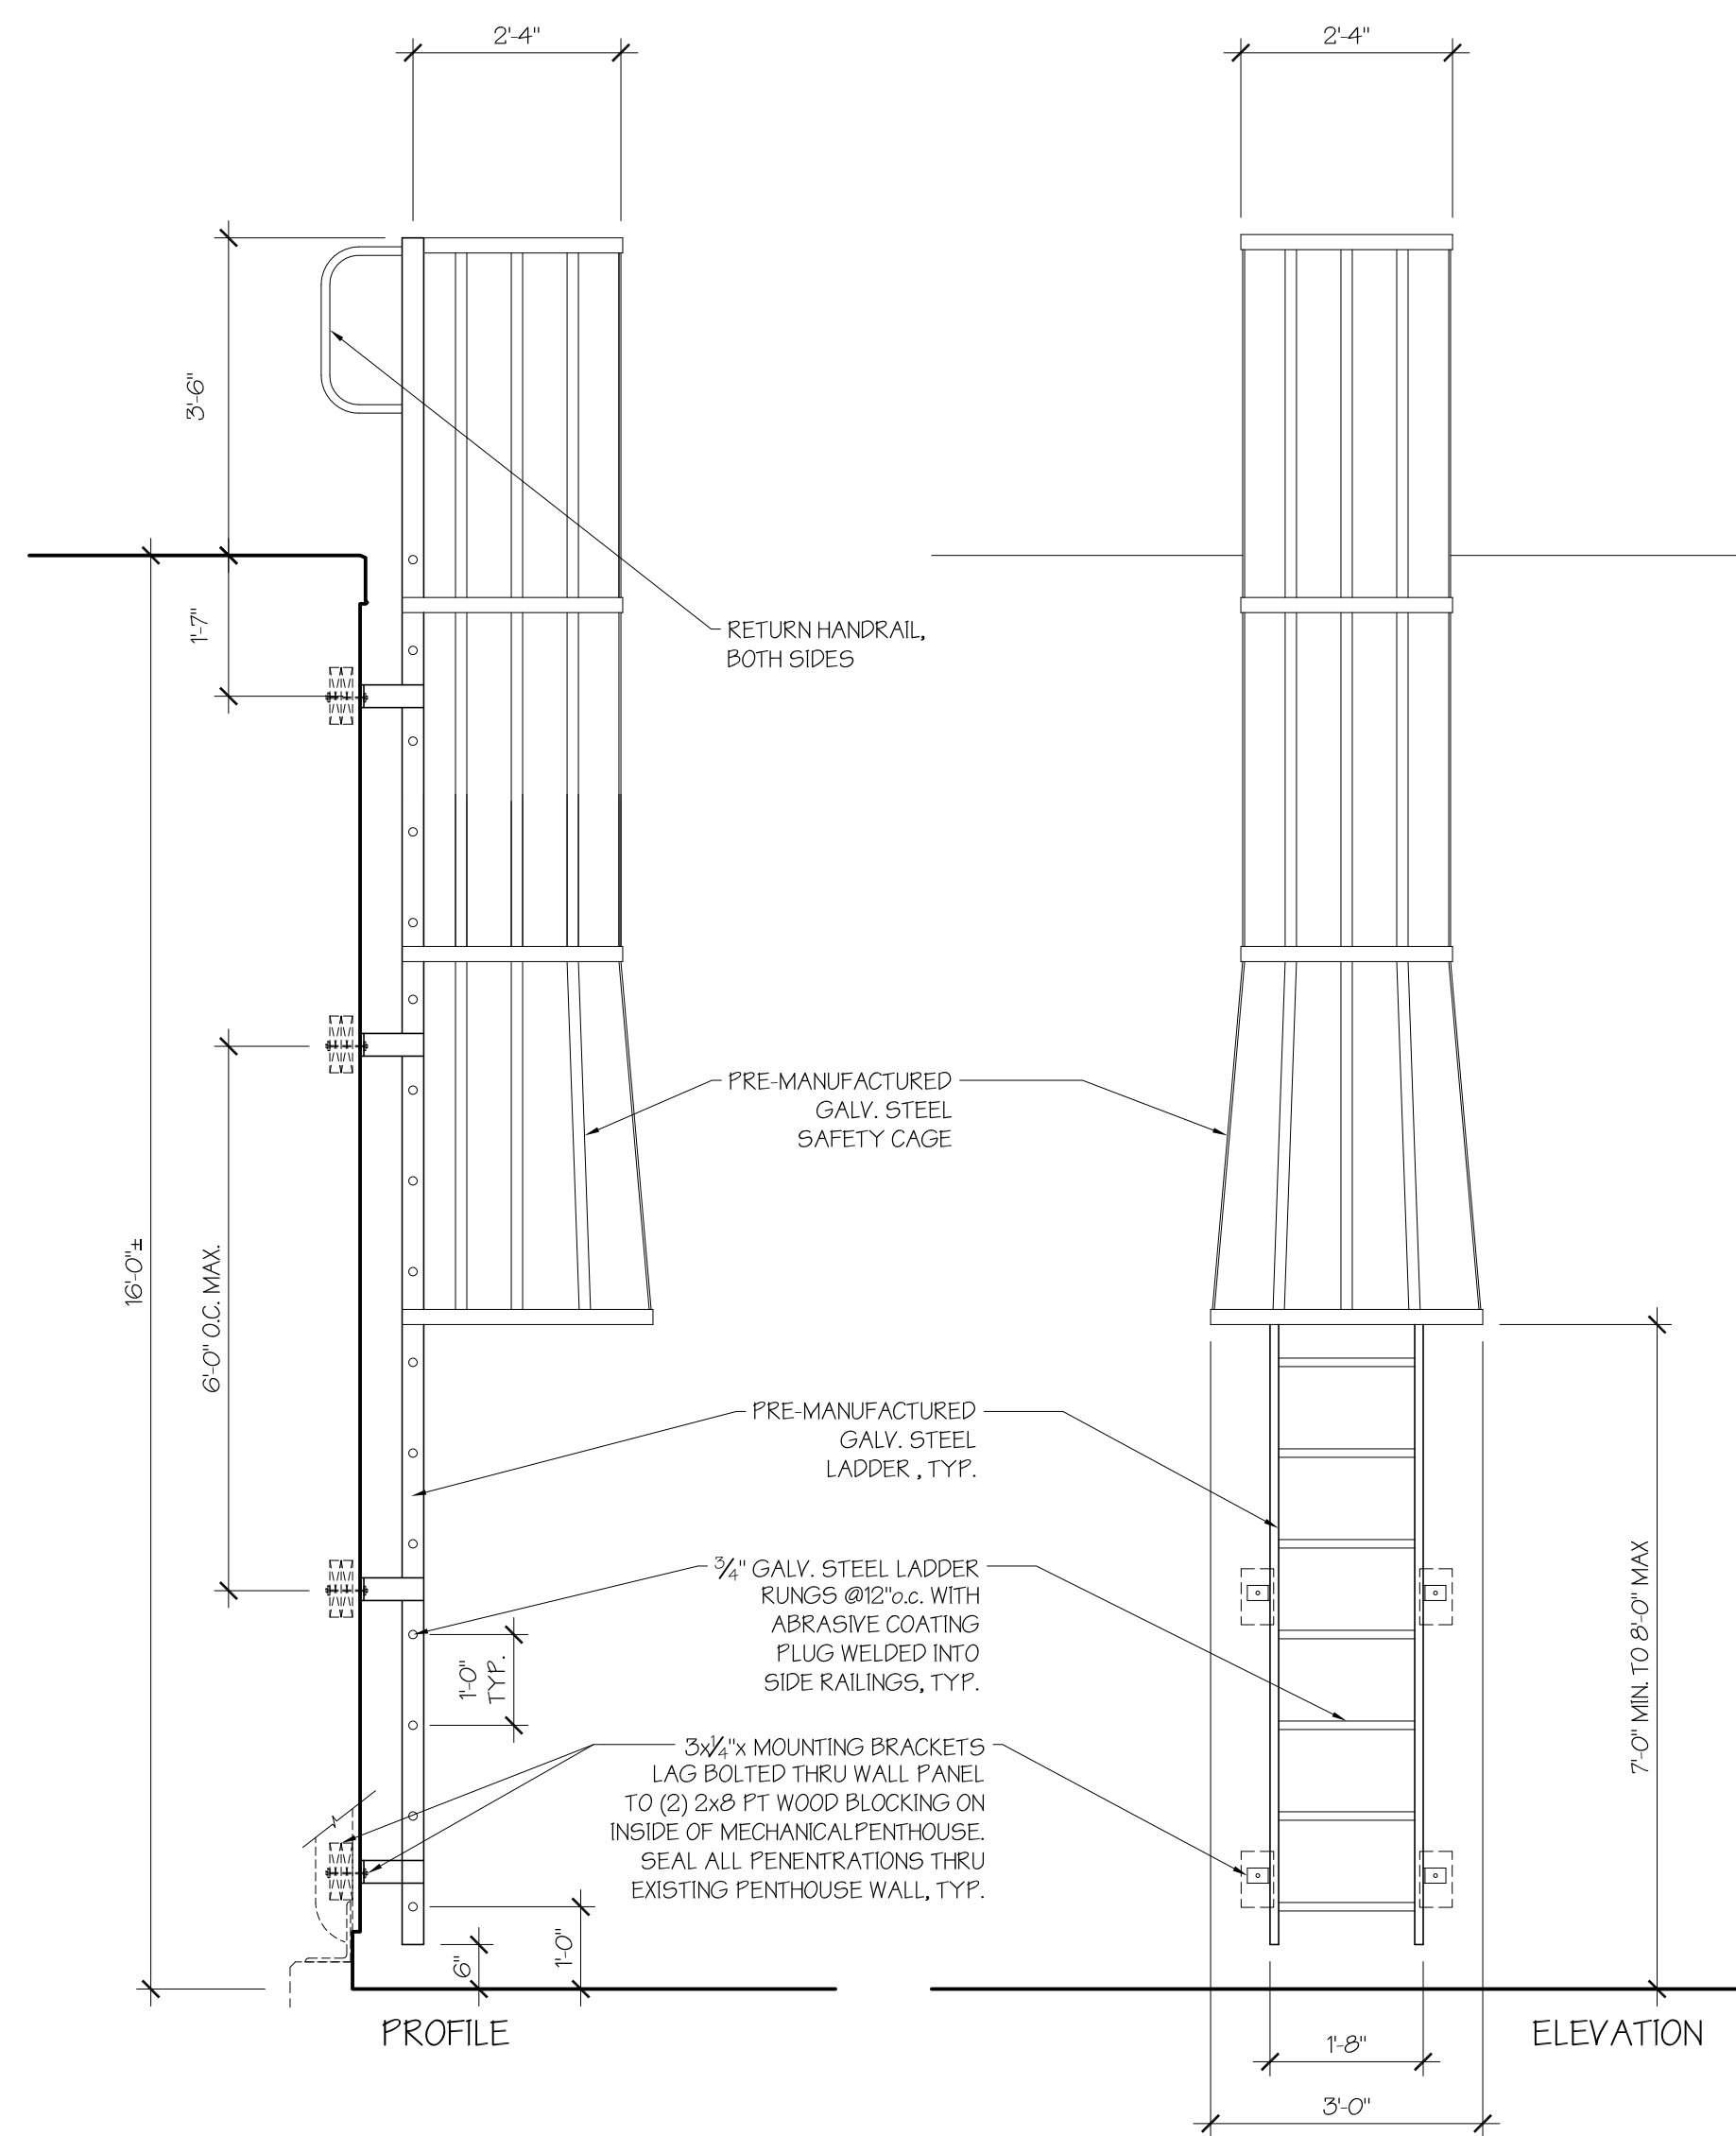 2'-4"
2'-4"
3'-6"
1'-7"
RETURN HANDRAIL,
BOTH SIDES
16'-0"±
6'-0" O.C. MAX.
PRE-MANUFACTURED
GALV. STEEL
SAFETY CAGE
PRE-MANUFACTURED
GALV. STEEL
LADDER , TYP.
3/4" GALV. STEEL LADDER
RUNGS @12"o.c. WITH
ABRASIVE COATING
PLUG WELDED INTO
SIDE RAILINGS, TYP.
1'-0"
TYP.
7'-0" MIN. TO 8'-0" MAX
3x1/4"x MOUNTING BRACKETS
LAG BOLTED THRU WALL PANEL
TO (2) 2x8 PT WOOD BLOCKING ON
INSIDE OF MECHANICALPENTHOUSE.
SEAL ALL PENENTRATIONS THRU
EXISTING PENTHOUSE WALL, TYP.
6"
1'-0"
PROFILE
ELEVATION
1'-8"
3'-0"